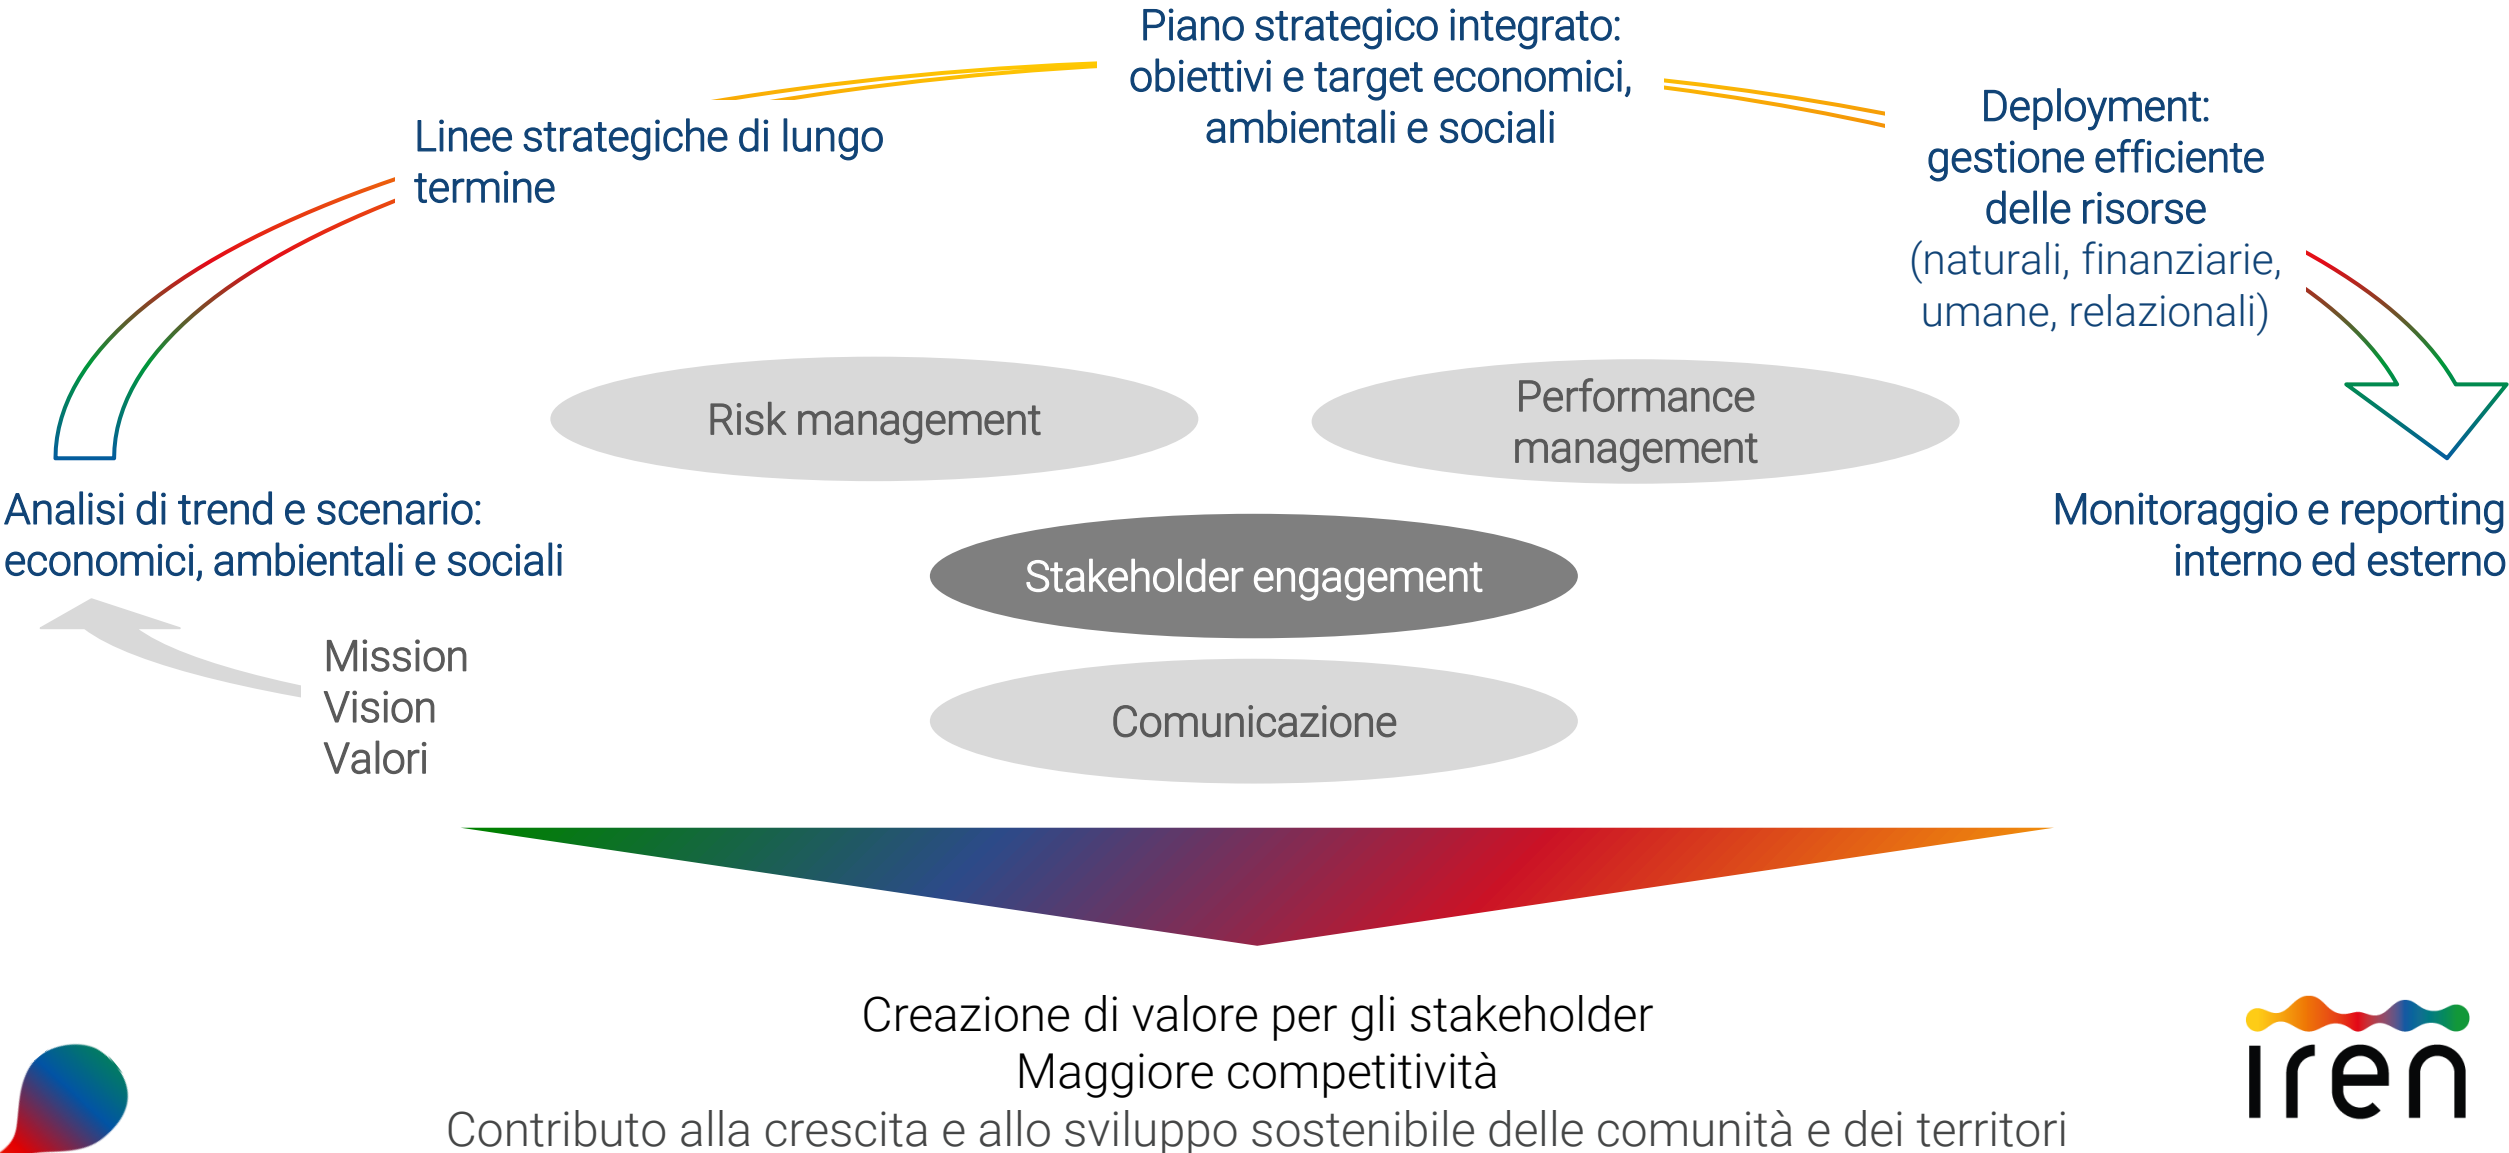 Piano strategico integrato:
obiettivi e target economici,
ambientali e sociali
Linee strategiche di lungo
termine
Deployment:
gestione efficiente
delle risorse
(naturali, finanziarie,
umane, relazionali)
Risk management
Performance
management
Analisi di trend e scenario:
economici, ambientali e sociali
Stakeholder engagement
Monitoraggio e reporting
interno ed esterno
Mission
Vision
Valori
Comunicazione
Creazione di valore per gli stakeholder
Maggiore competitività
Contributo alla crescita e allo sviluppo sostenibile delle comunità e dei territori
iren